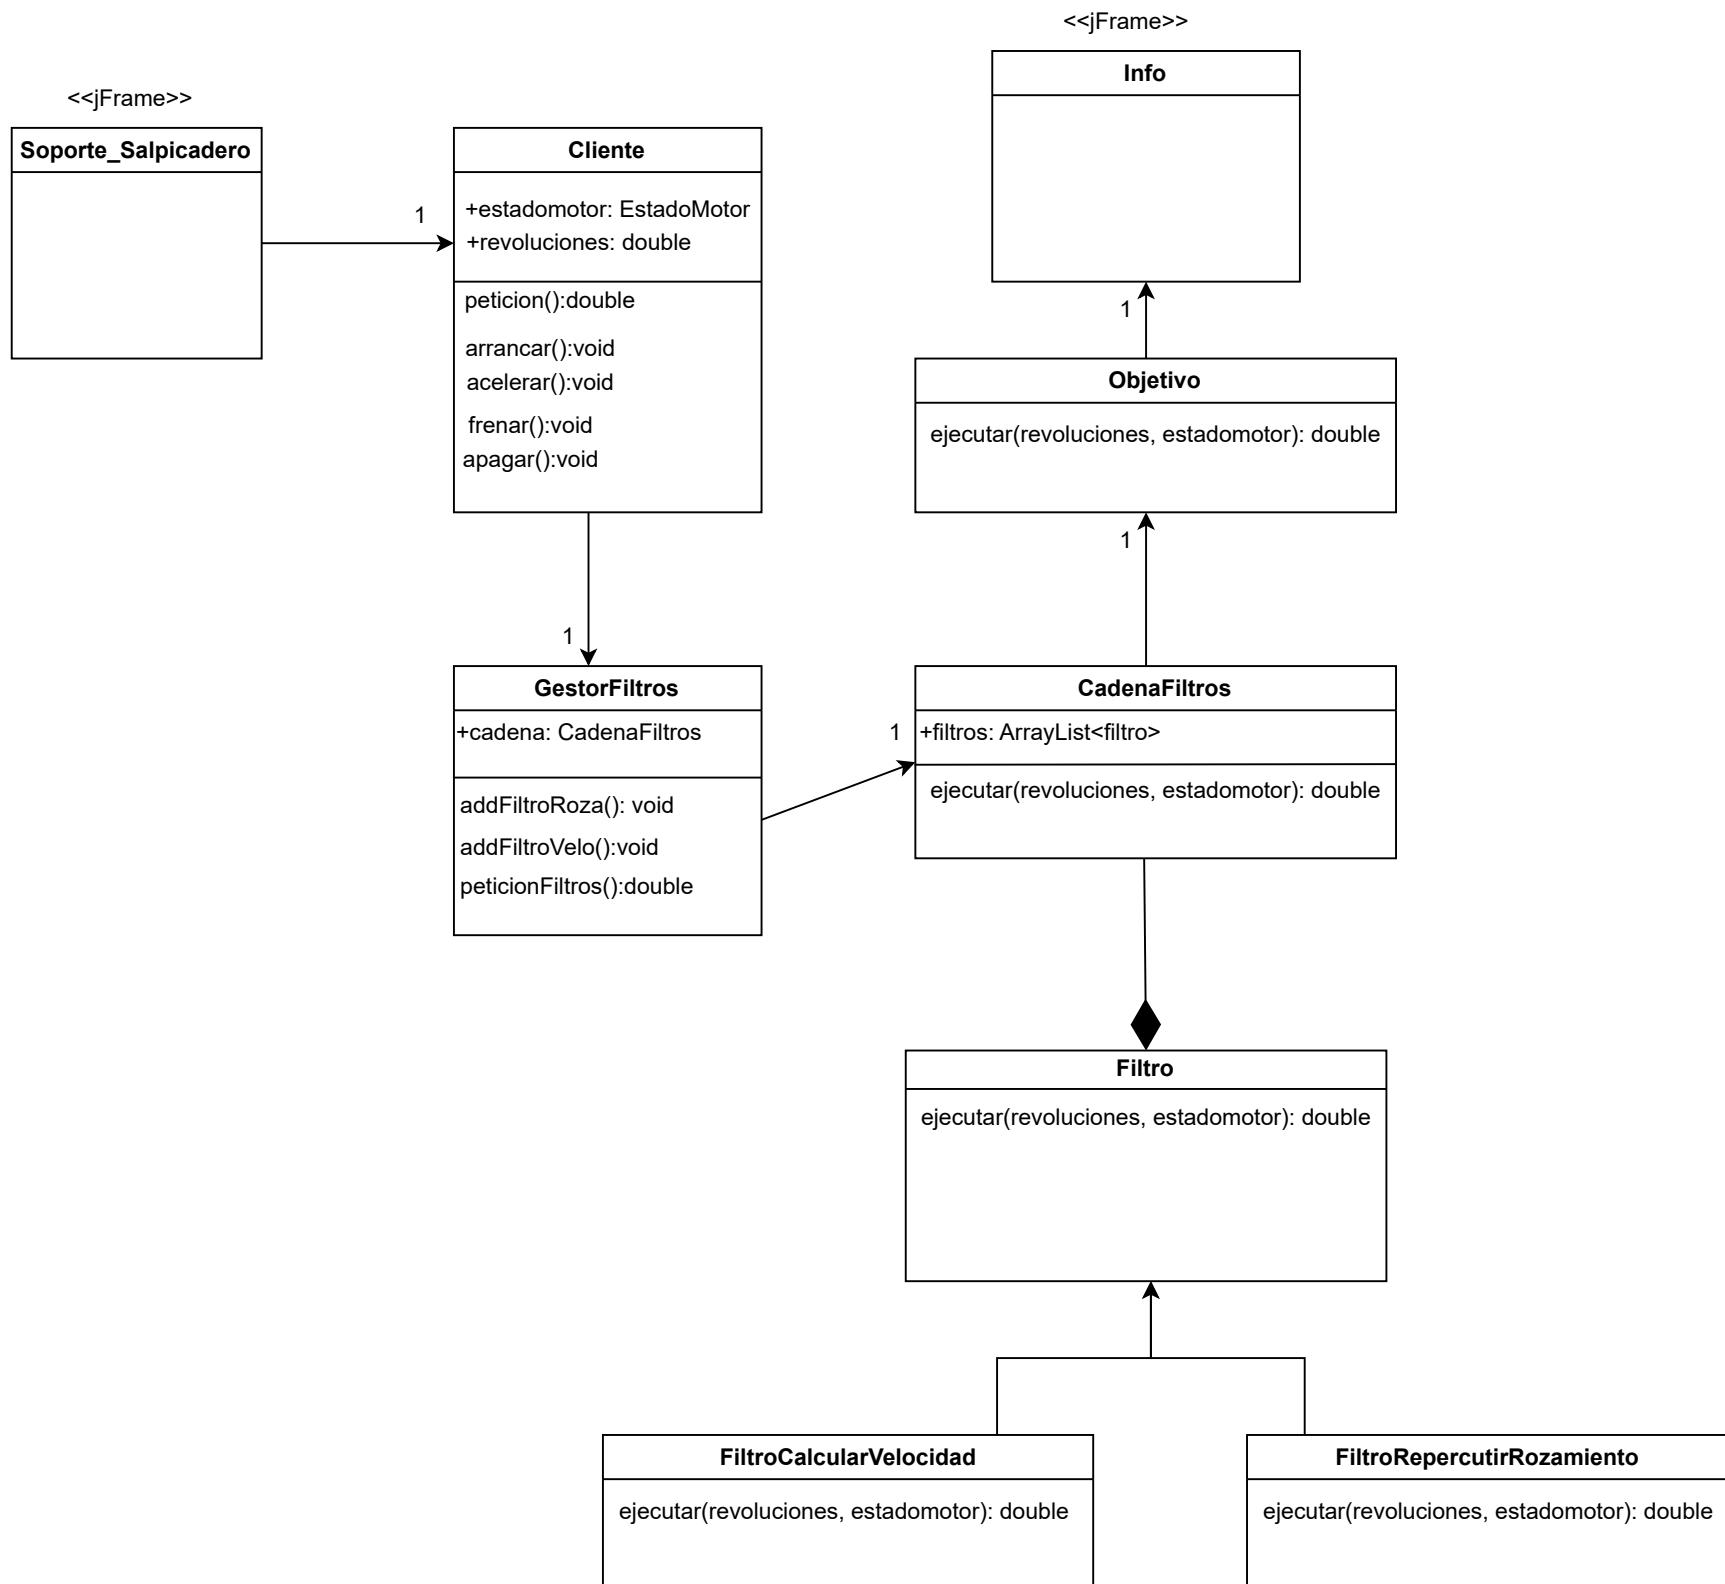 <<jFrame>>
Info
<<jFrame>>
Soporte_Salpicadero
Cliente
+estadomotor: EstadoMotor
+revoluciones: double
peticion():double
arrancar():void
acelerar():void
frenar():void
apagar():void
1
1
Objetivo
ejecutar(revoluciones, estadomotor): double
1
1
GestorFiltros
+cadena: CadenaFiltros
addFiltroRoza(): void
addFiltroVelo():void
peticionFiltros():double
1
CadenaFiltros
+filtros: ArrayList<filtro>
ejecutar(revoluciones, estadomotor): double
Filtro
ejecutar(revoluciones, estadomotor): double
FiltroCalcularVelocidad
ejecutar(revoluciones, estadomotor): double
FiltroRepercutirRozamiento
ejecutar(revoluciones, estadomotor): double